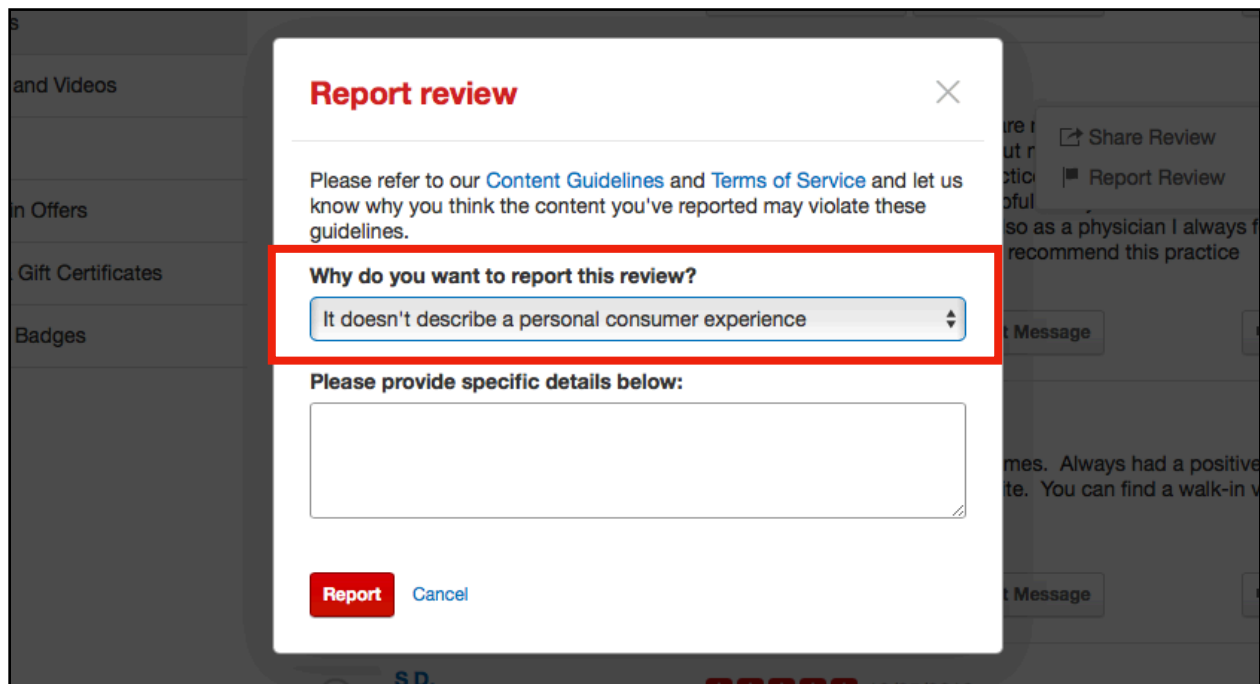 s
and Videos
in Offers
Gift Certificates
Badges
Report review
Please refer to our Content Guidelines and Terms of Service and let us
know why you think the content you've reported may violate these
guidelines.
Why do you want to report this review?
It doesn't describe a personal consumer experience
Please provide specific details below:
Report Cancel
Share Review
Report Review
so as a physician I always f
recommend this practice
Message
mes. Always had a positive
ite. You can find a walk-in v
Message
S D.